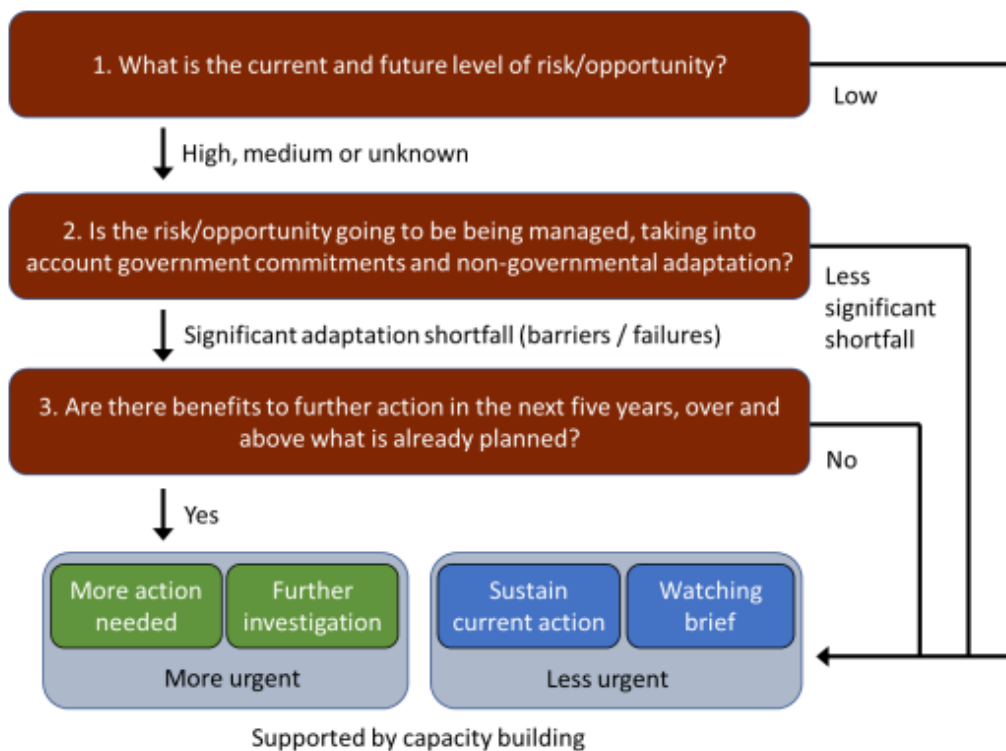 1. What is the current and future level of risk/opportunity?
Low
High, medium or unknown
2. Is the risk/opportunity going to be being managed, taking into
account government commitments and non-governmental adaptation?
Less
significant
shortfall
Significant adaptation shortfall (barriers / failures)
3. Are there benefits to further action in the next five years, over and
above what is already planned?
No
Yes
More action
needed
Further
investigation
Sustain
current action
Watching
brief
More urgent
Less urgent
Supported by capacity building